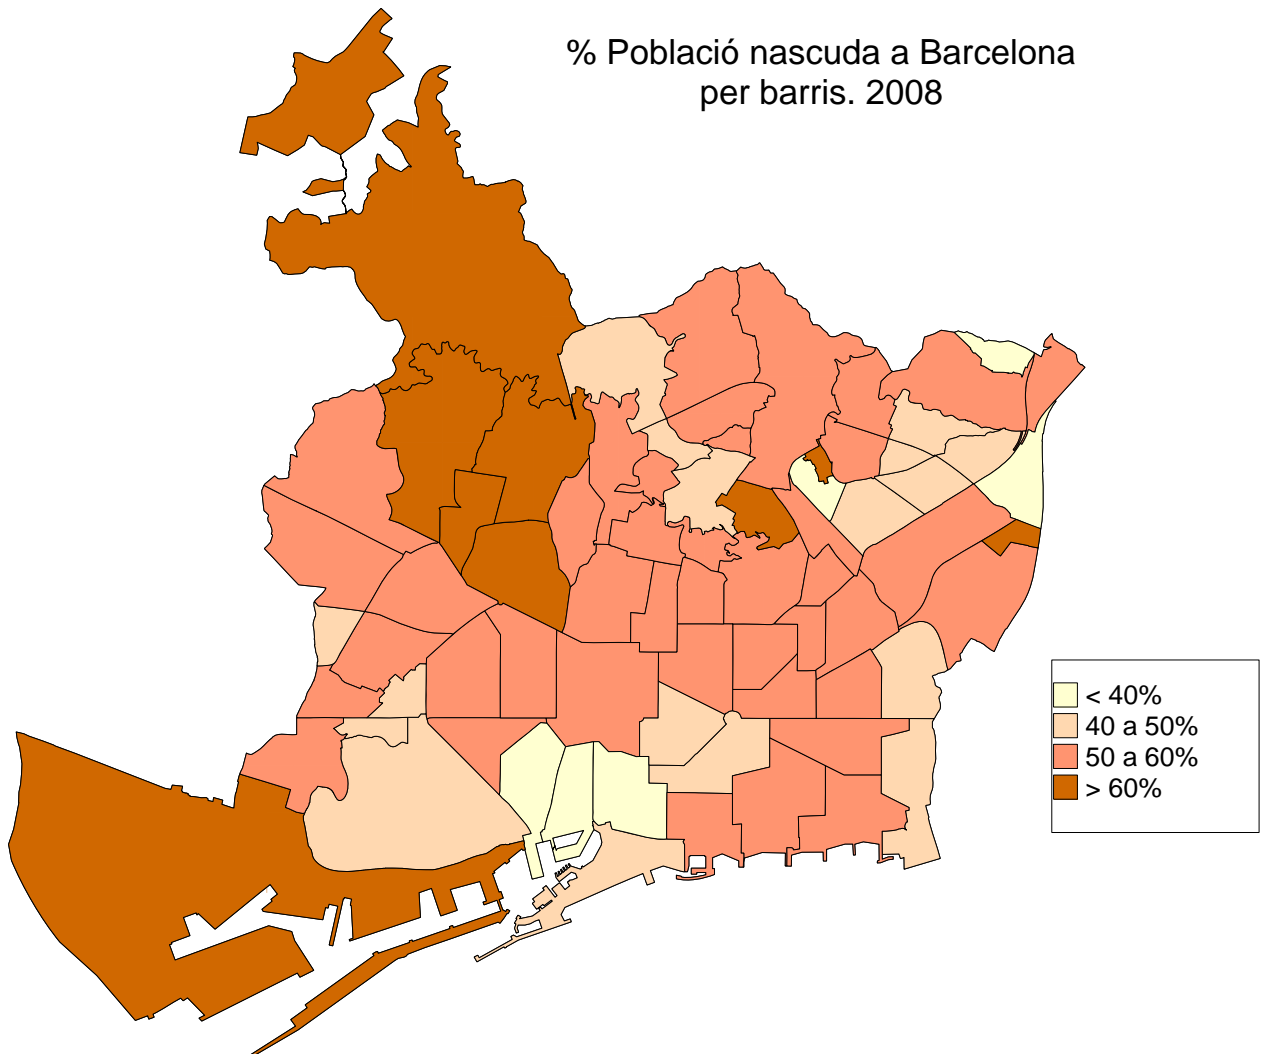 % Població nascuda a Barcelona
per barris. 2008
< 40%
40 a 50%
50 a 60%
> 60%